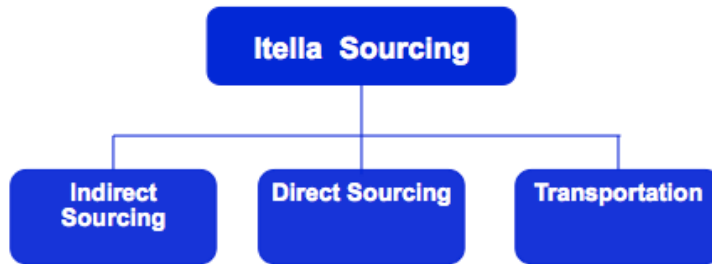 Itella Sourcing
Indirect
Sourcing
Direct Sourcing
Transportation